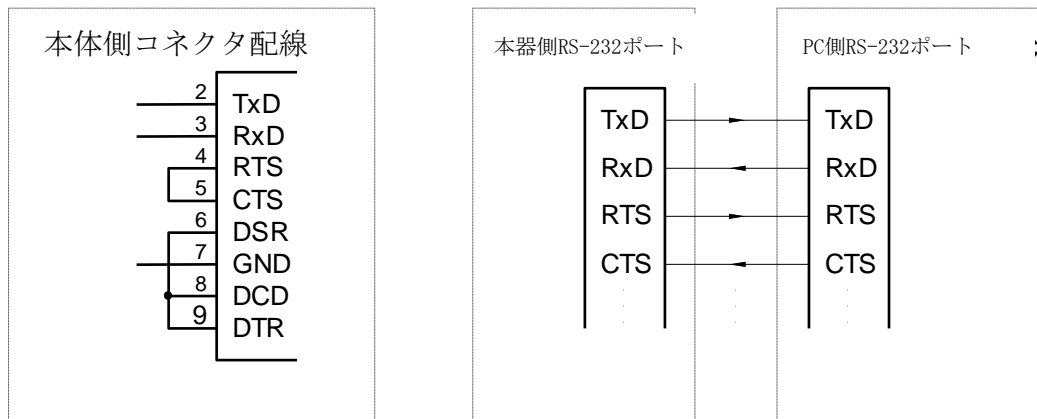 本体側コネクタ配線
2 TxD
3 RxD
4 RTS
5 CTS
6 DSR
7 GND
8 DCD
9 DTR
本器側RS-232ポート
TxD
RxD
RTS
CTS
PC側RS-232ポート
TxD
RxD
RTS
CTS